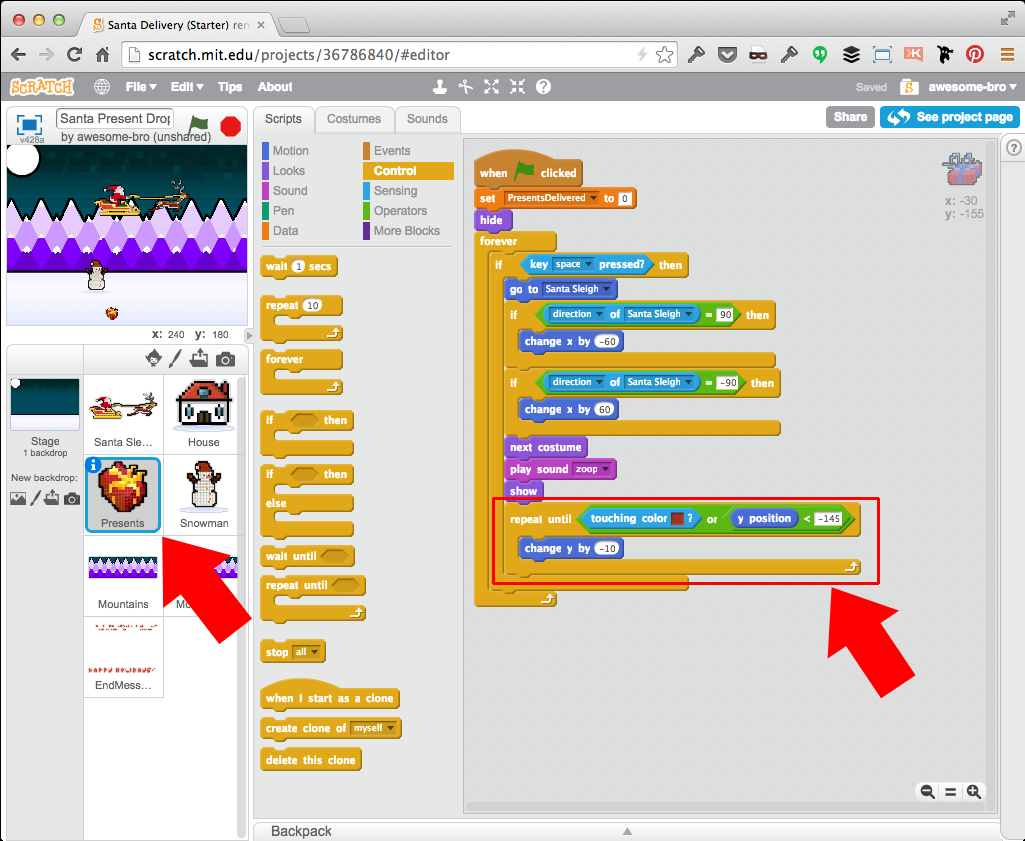 Santa Delivery (Starter) rem
scratch.mit.edu/projects/36786840/#editor
SCRATCH File Edit Tips About Saved awesome-bro
v428a Santa Present Drop
by awesome-bro (unshared)
Scripts Costumes Sounds
Share See project page
Motion Events
Looks Control
Sound Sensing
Pen Operators
Data More Blocks
x: 240 y: 180
Stage
1 backdrop
New backdrop:
Santa Sle... House
Presents Snowman
Mountains Mo
HAPPY HOLIDAYS!
EndMess...
wait 1 secs
repeat 10
forever
if then
if then
else
wait until
repeat until
stop all
when I start as a clone
create clone of myself
delete this clone
when clicked
set PresentsDelivered to 0
hide
forever
if key space pressed? then
go to Santa Sleigh
if direction of Santa Sleigh = 90 then
change x by -60
if direction of Santa Sleigh = -90 then
change x by 60
next costume
play sound zoop
show
repeat until touching color ? or y position < -145
change y by -10
x: -30
y: -155
Backpack